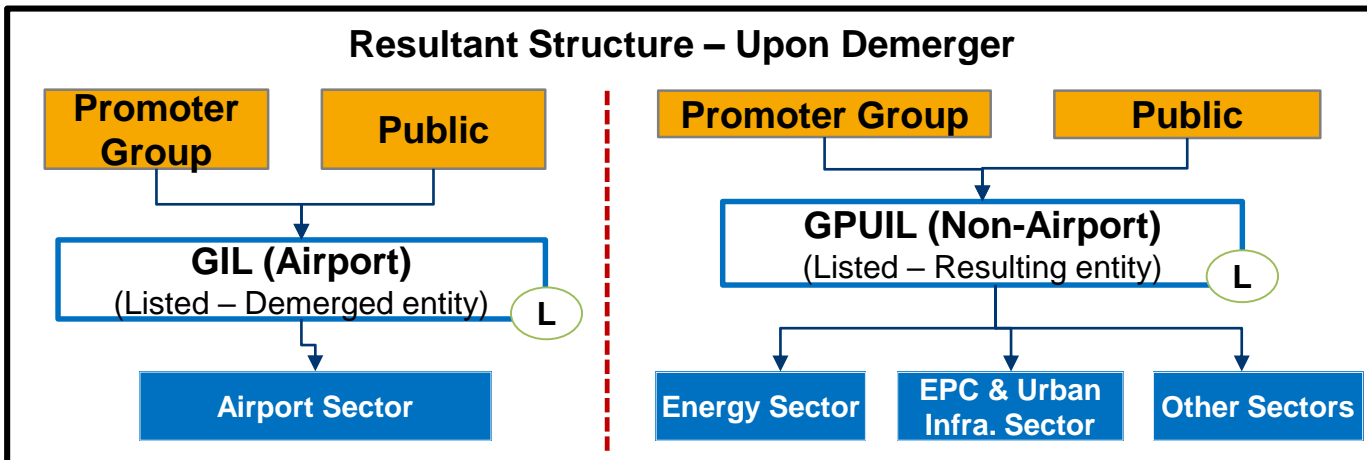 Resultant Structure – Upon Demerger
Promoter
Group
Public
GIL (Airport)
(Listed – Demerged entity)
L
Airport Sector
Promoter Group
Public
GPUIL (Non-Airport)
(Listed – Resulting entity)
L
Energy Sector
EPC & Urban
Infra. Sector
Other Sectors